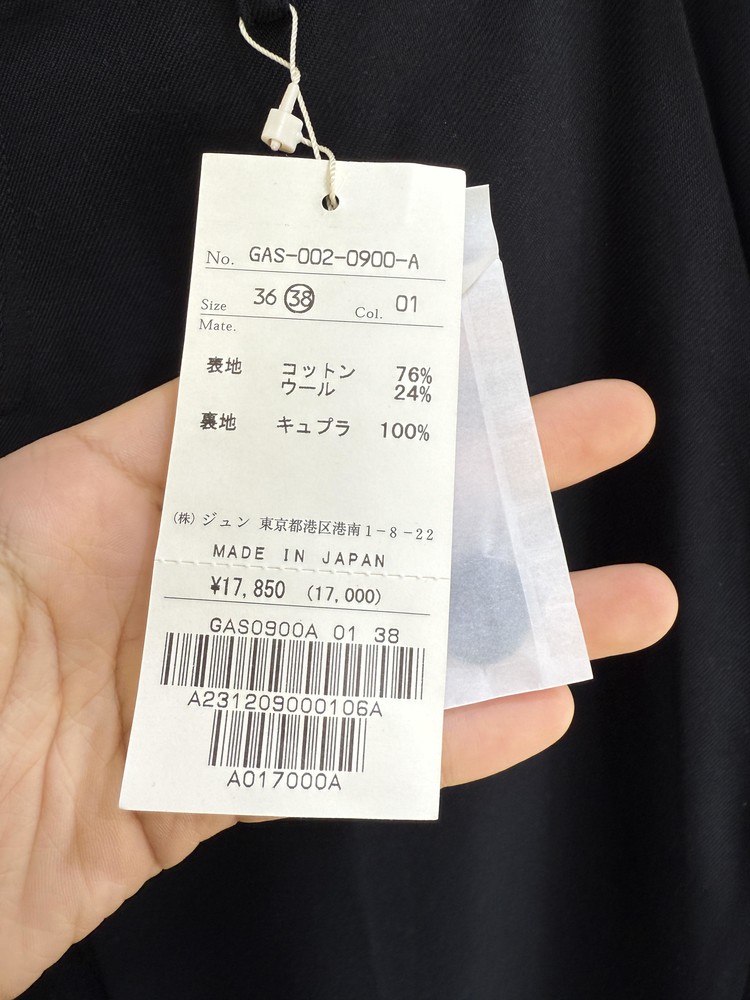 No. GAS-002-0900-A
Size 36 38 Col. 01
Mate.
表地 コットン 76%
ウール 24%
裏地 キュプラ 100%
(株) ジュン 東京都港区港南1-8-22
MADE IN JAPAN
¥17,850 (17,000)
GAS0900A 01 38
A231209000106A
A017000A